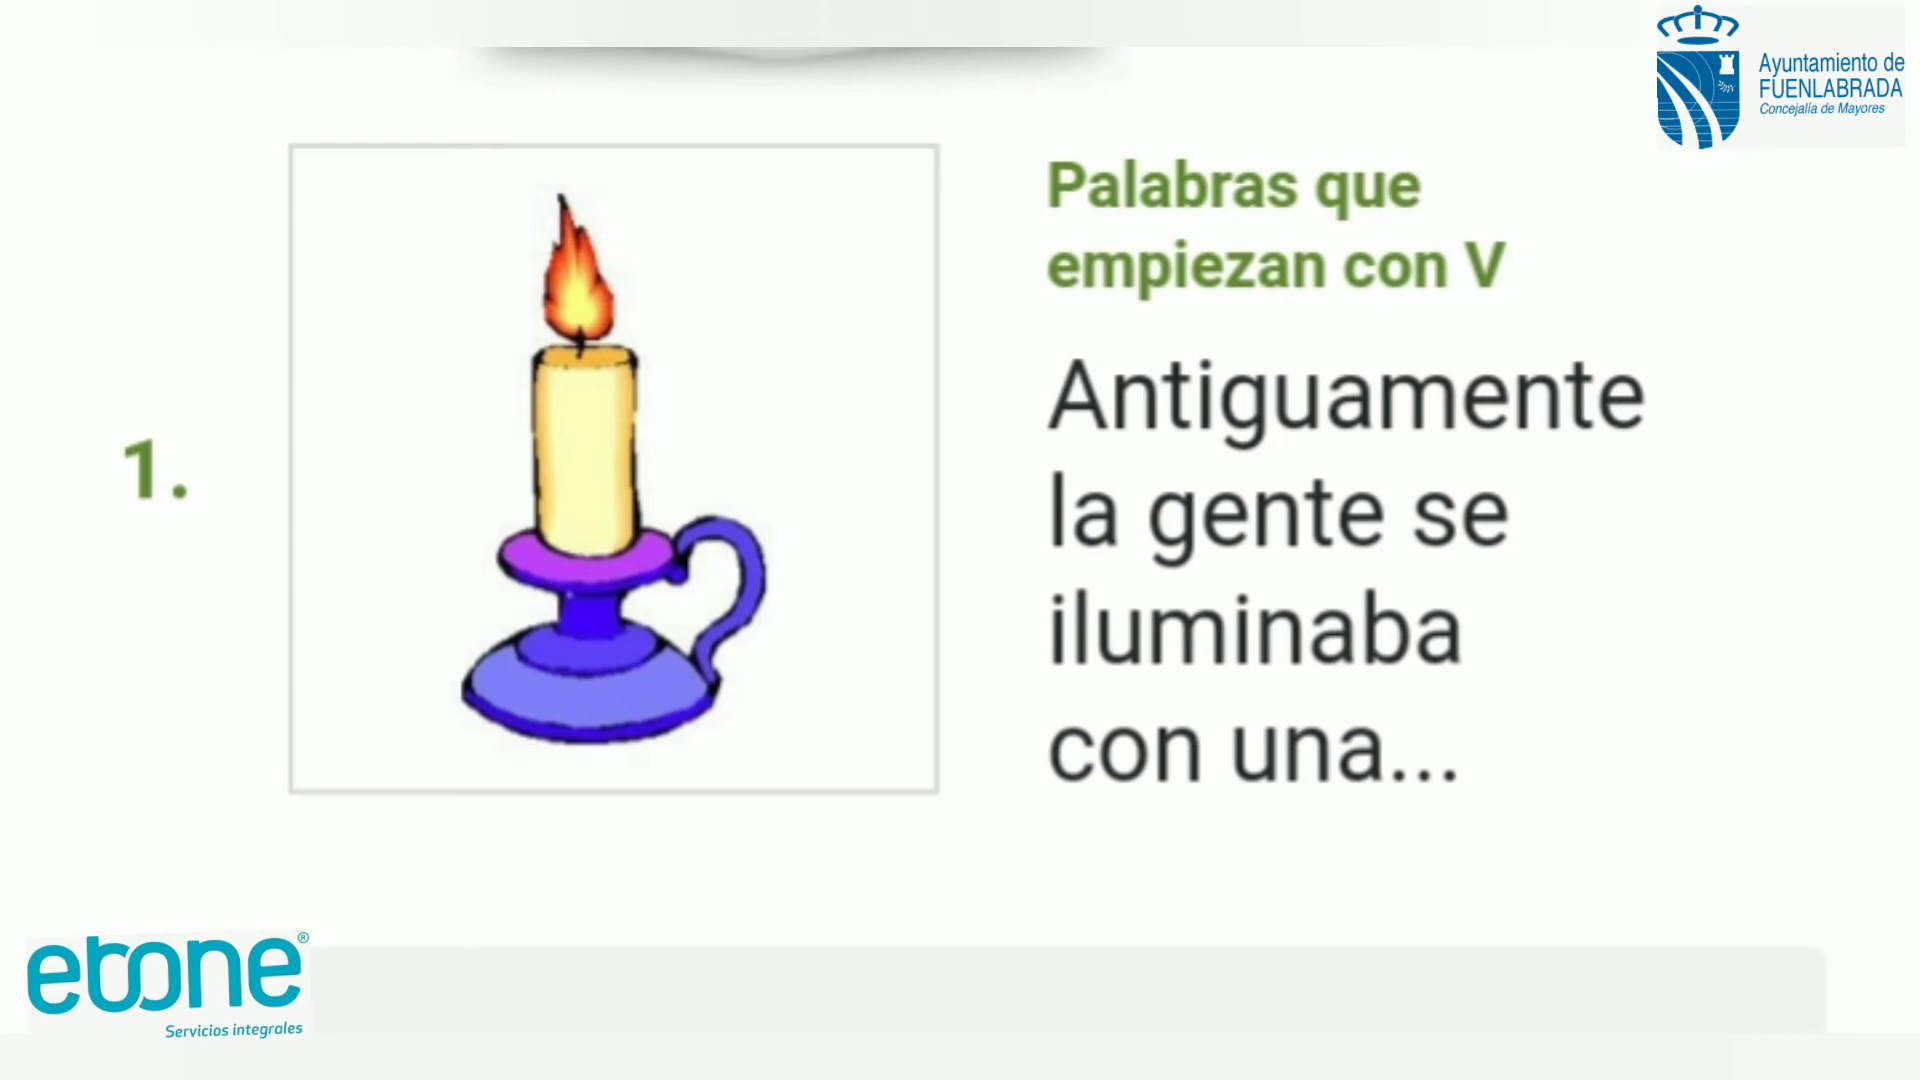 Ayuntamiento de
FUENLABRADA
Concejalía de Mayores
Palabras que
empiezan con V
1.
Antiguamente
la gente se
iluminaba
con una...
ebone®
Servicios integrales